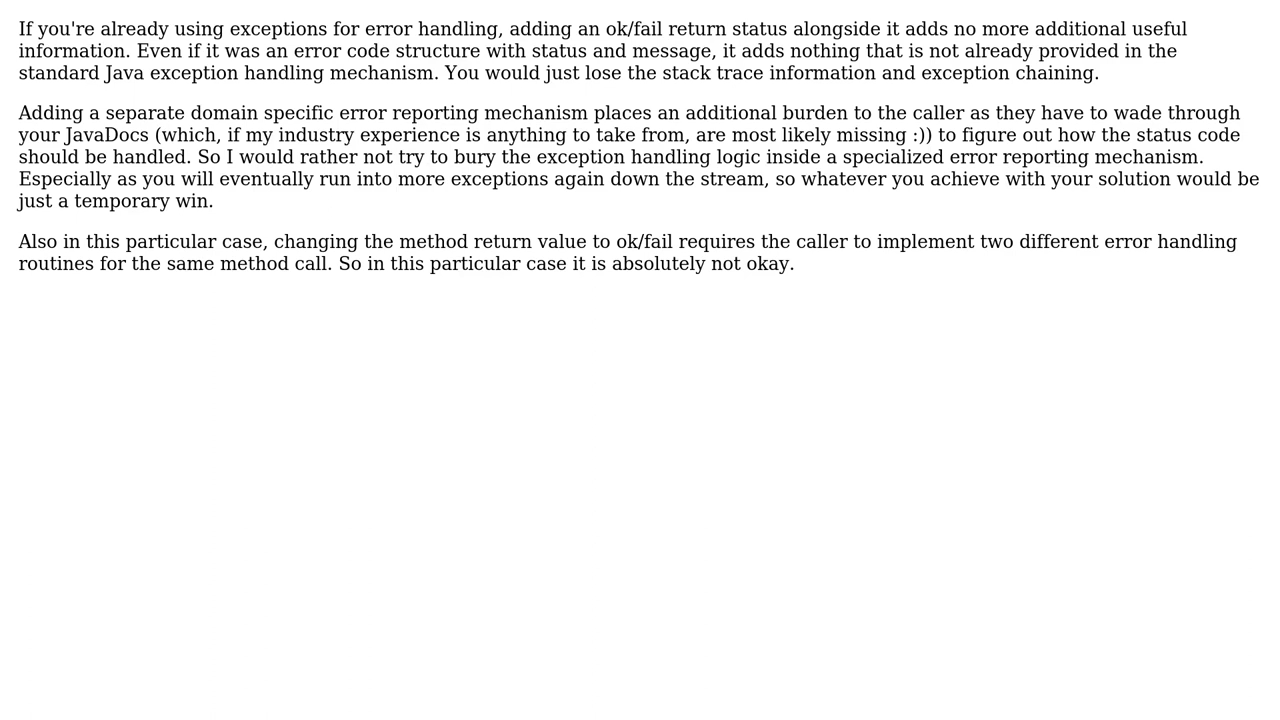 If you're already using exceptions for error handling, adding an ok/fail return status alongside it adds no more additional useful
information. Even if it was an error code structure with status and message, it adds nothing that is not already provided in the
standard Java exception handling mechanism. You would just lose the stack trace information and exception chaining.
Adding a separate domain specific error reporting mechanism places an additional burden to the caller as they have to wade through
your JavaDocs (which, if my industry experience is anything to take from, are most likely missing :)) to figure out how the status code
should be handled. So I would rather not try to bury the exception handling logic inside a specialized error reporting mechanism.
Especially as you will eventually run into more exceptions again down the stream, so whatever you achieve with your solution would be
just a temporary win.
Also in this particular case, changing the method return value to ok/fail requires the caller to implement two different error handling
routines for the same method call. So in this particular case it is absolutely not okay.